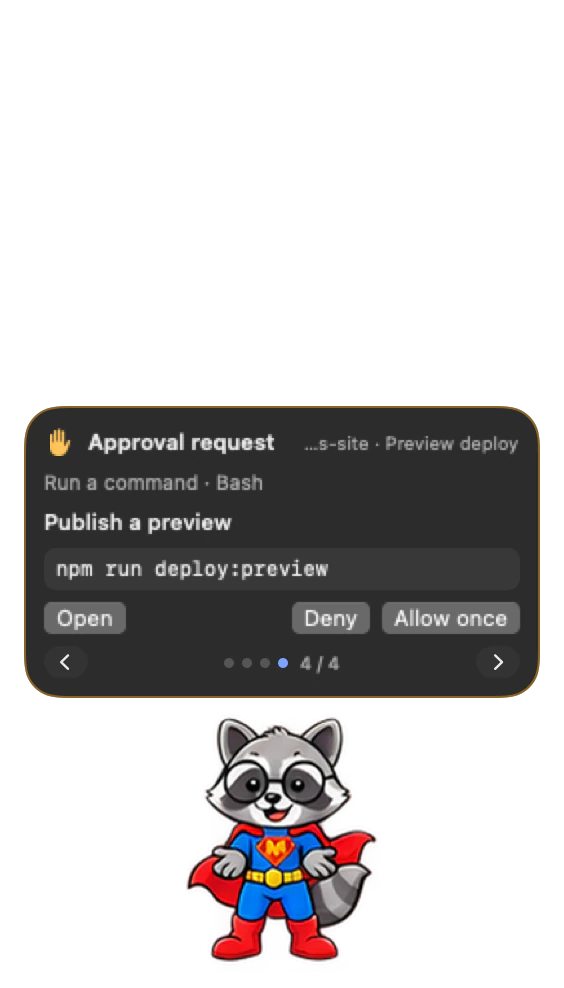 Approval request
...s-site · Preview deploy
Run a command · Bash
Publish a preview
npm run deploy:preview
Open
Deny
Allow once
4 / 4
M